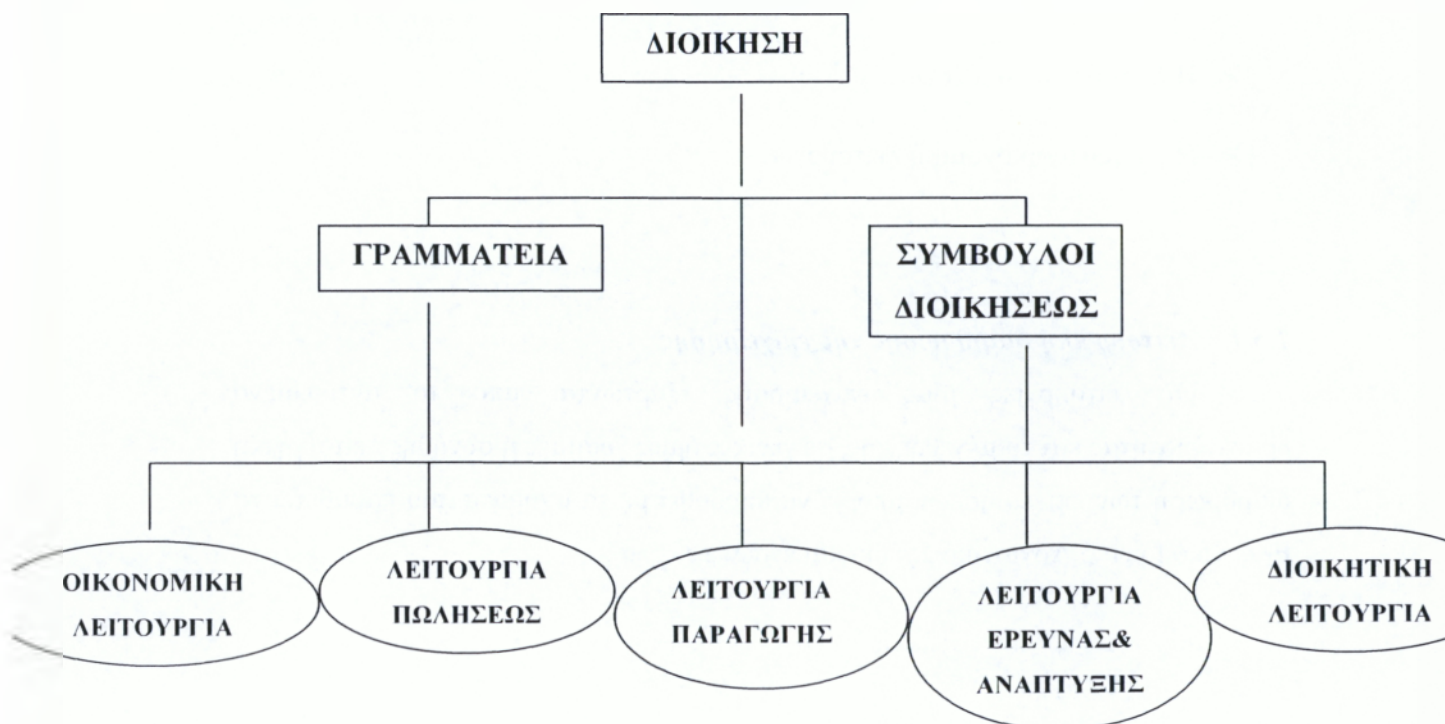 ΔΙΟΙΚΗΣΗ
ΓΡΑΜΜΑΤΕΙΑ
ΣΥΜΒΟΥΛΟΙ
ΔΙΟΙΚΗΣΕΩΣ
ΟΙΚΟΝΟΜΙΚΗ
ΛΕΙΤΟΥΡΓΙΑ
ΛΕΙΤΟΥΡΓΙΑ
ΠΩΛΗΣΕΩΣ
ΛΕΙΤΟΥΡΓΙΑ
ΠΑΡΑΓΩΓΗΣ
ΛΕΙΤΟΥΡΓΙΑ
ΕΡΕΥΝΑΣ&
ΑΝΑΠΤΥΞΗΣ
ΔΙΟΙΚΗΤΙΚΗ
ΛΕΙΤΟΥΡΓΙΑ